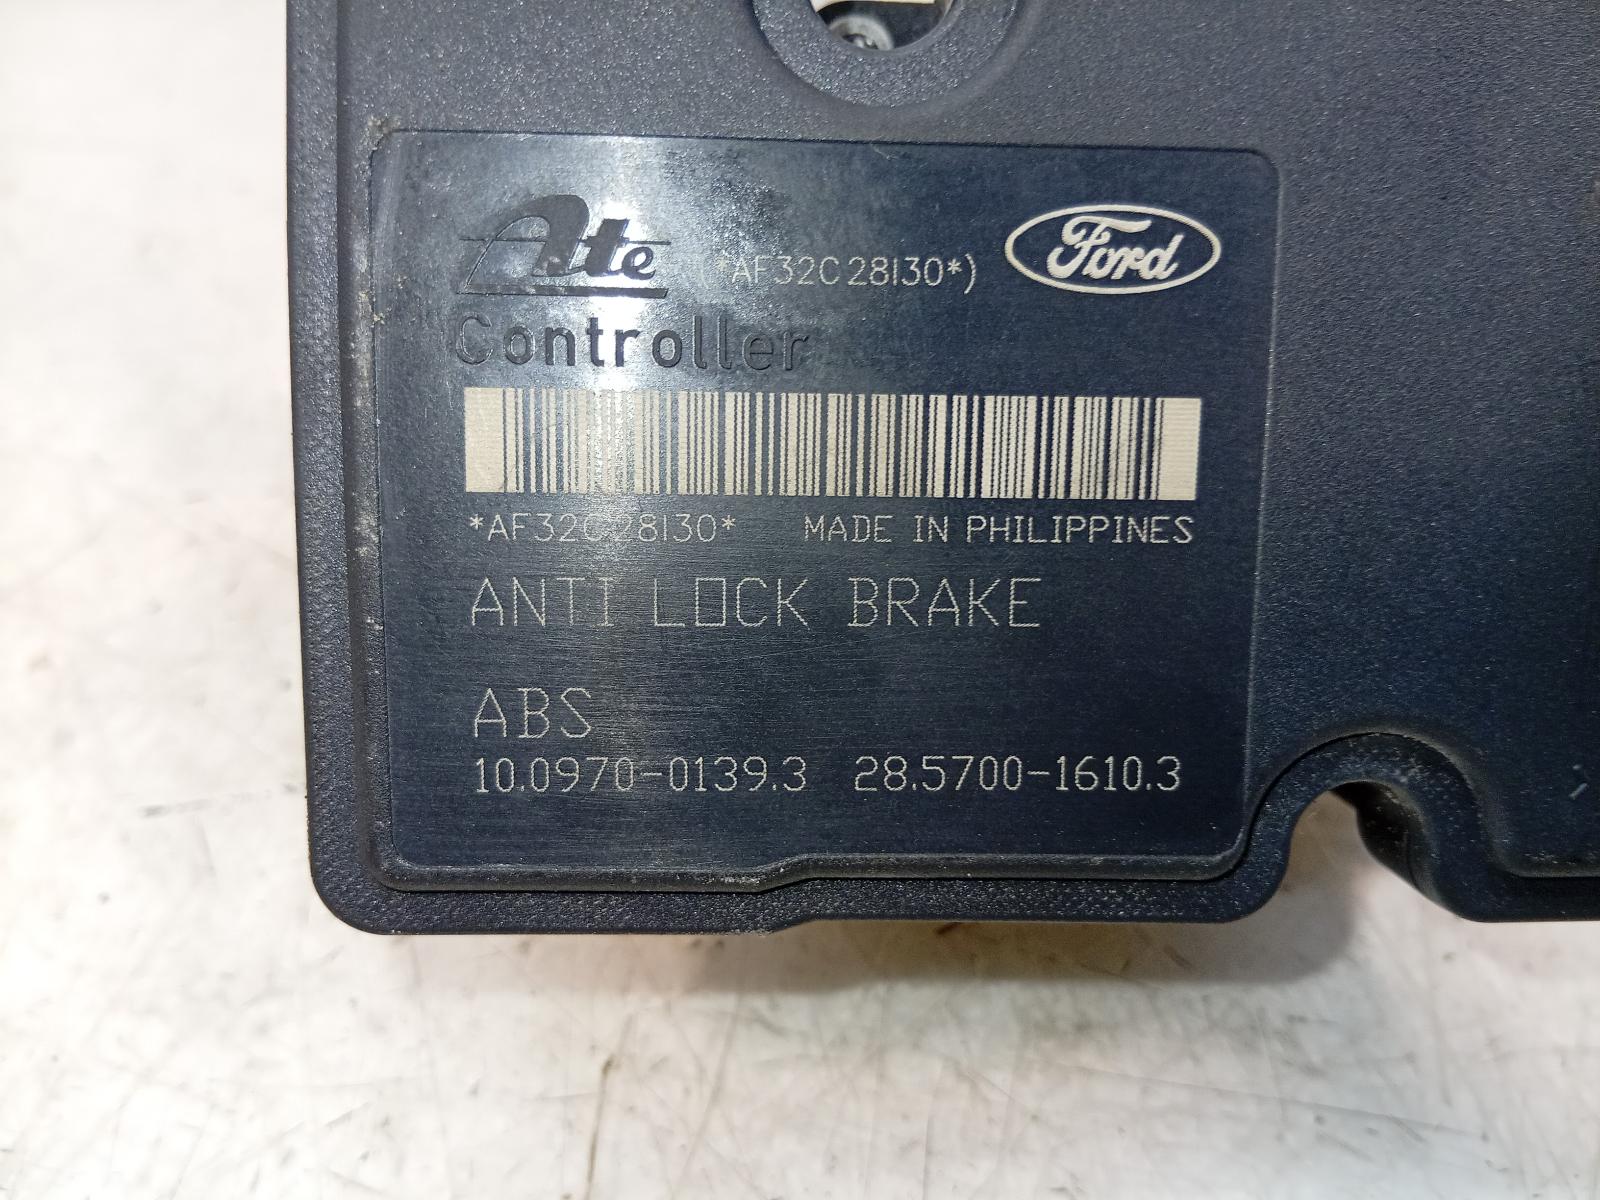 Ate (*AF32C28130*) Ford
Controller
*AF32C28130* MADE IN PHILIPPINES
ANTI LOCK BRAKE
ABS
10.0970-0139.3 28.5700-1610.3